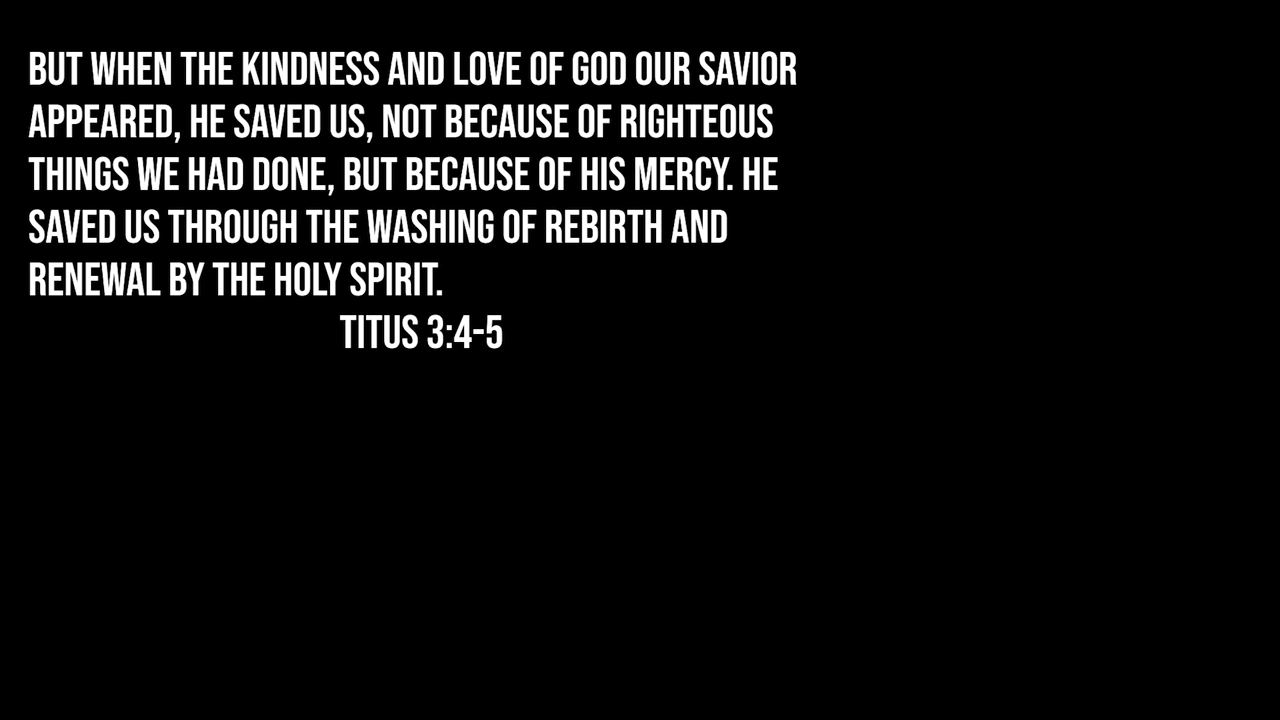 BUT WHEN THE KINDNESS AND LOVE OF GOD OUR SAVIOR
APPEARED, HE SAVED US, NOT BECAUSE OF RIGHTEOUS
THINGS WE HAD DONE, BUT BECAUSE OF HIS MERCY. HE
SAVED US THROUGH THE WASHING OF REBIRTH AND
RENEWAL BY THE HOLY SPIRIT.
TITUS 3:4-5